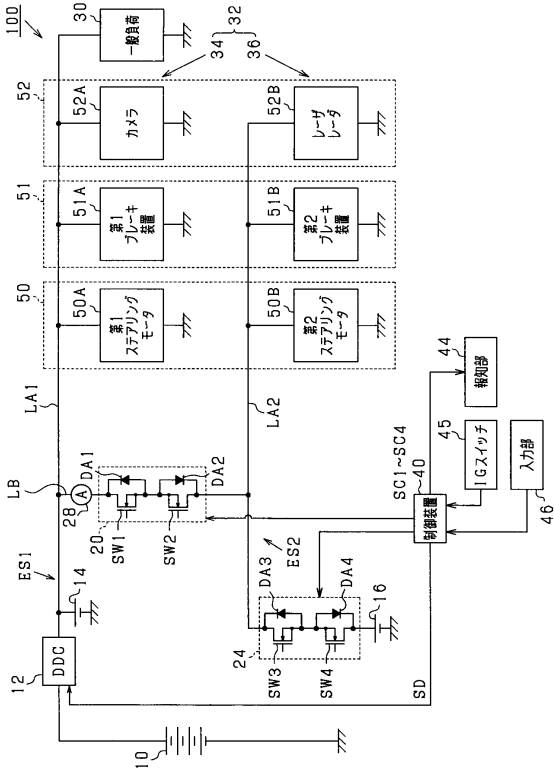 100
ES1
12
DDC
14
10
LB
28
A
LA1
DA1
SW1
20
SW2
DA2
ES2
LA2
DA3
SW3
24
SW4
DA4
16
SD
50
50A
第1
ステアリング
モータ
50B
第2
ステアリング
モータ
51
51A
第1
ブレーキ
装置
51B
第2
ブレーキ
装置
52
52A
カメラ
52B
レーザ
レーダ
30
一般負荷
32
34
36
SC1~SC4
40
制御装置
44
報知部
45
IGスイッチ
入力部
46